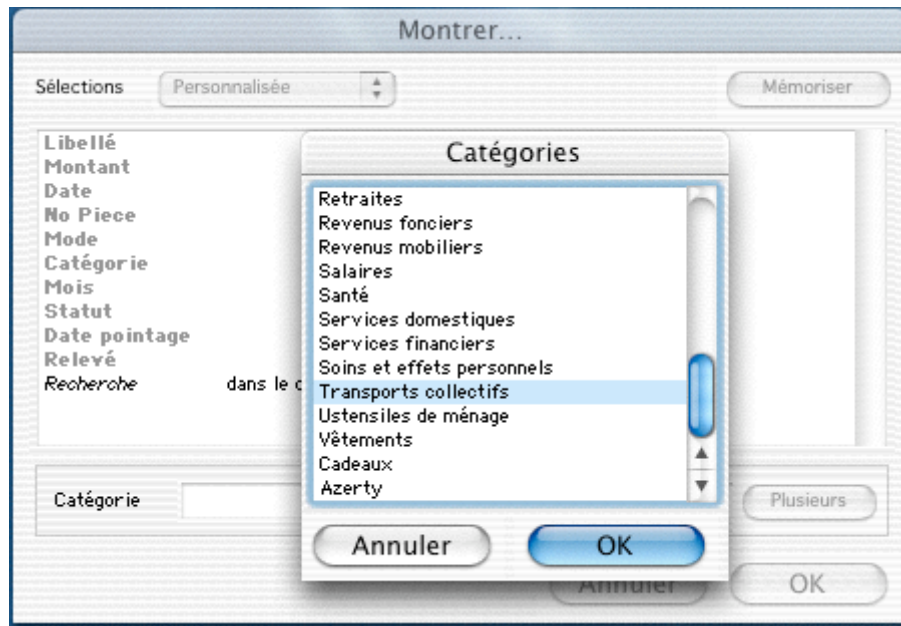 Montrer...
Sélections Personnalisée Mémoriser
Libellé
Montant
Date
No Piece
Mode
Catégorie
Mois
Statut
Date pointage
Relevé
Recherche dans le
Catégories
Retraites
Revenus fonciers
Revenus mobiliers
Salaires
Santé
Services domestiques
Services financiers
Soins et effets personnels
Transports collectifs
Ustensiles de ménage
Vêtements
Cadeaux
Azerty
Annuler OK
Catégorie Plusieurs
Annuler OK